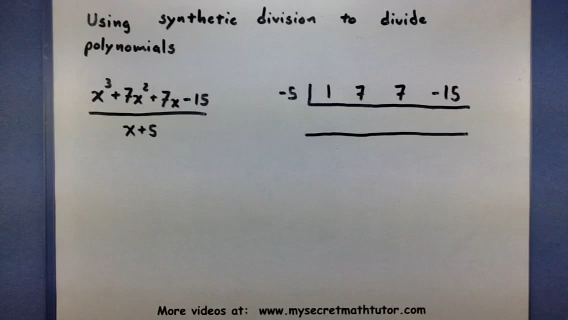 Using synthetic division to divide
polynomials
x³+7x²+7x-15
x+5
-5 1 7 7 -15
More videos at: www.mysecretmathtutor.com